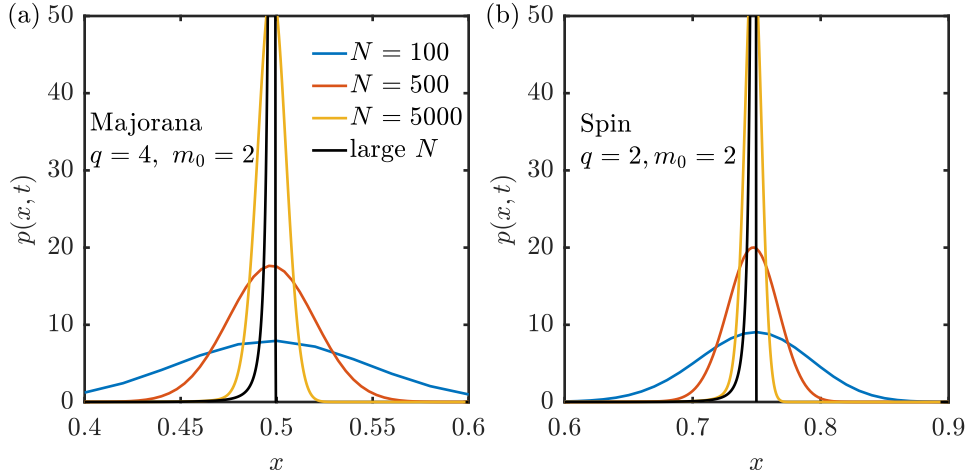 (a)
50
40
30
20
10
0
p(x, t)
Majorana
q = 4, m₀ = 2
N = 100
N = 500
N = 5000
large N
0.4 0.45 0.5 0.55 0.6
x
(b)
50
40
30
20
10
0
p(x, t)
Spin
q = 2, m₀ = 2
0.6 0.7 0.8 0.9
x